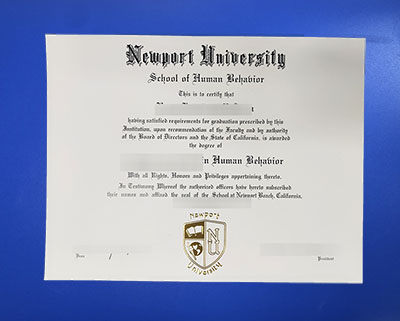 Newport University
School of Human Behavior
This is to certify that
having satisfied requirements for graduation prescribed by this
Institution, upon recommendation of the Faculty and by authority
of the Board of Directors and the State of California, is awarded
the degree of
in Human Behavior
With all Rights, Honors and Privileges appertaining thereto.
In Testimony Whereof the authorized officers have hereto subscribed
their names and affixed the seal of the School at Newport Beach, California.
Newport
N
University
Date
President